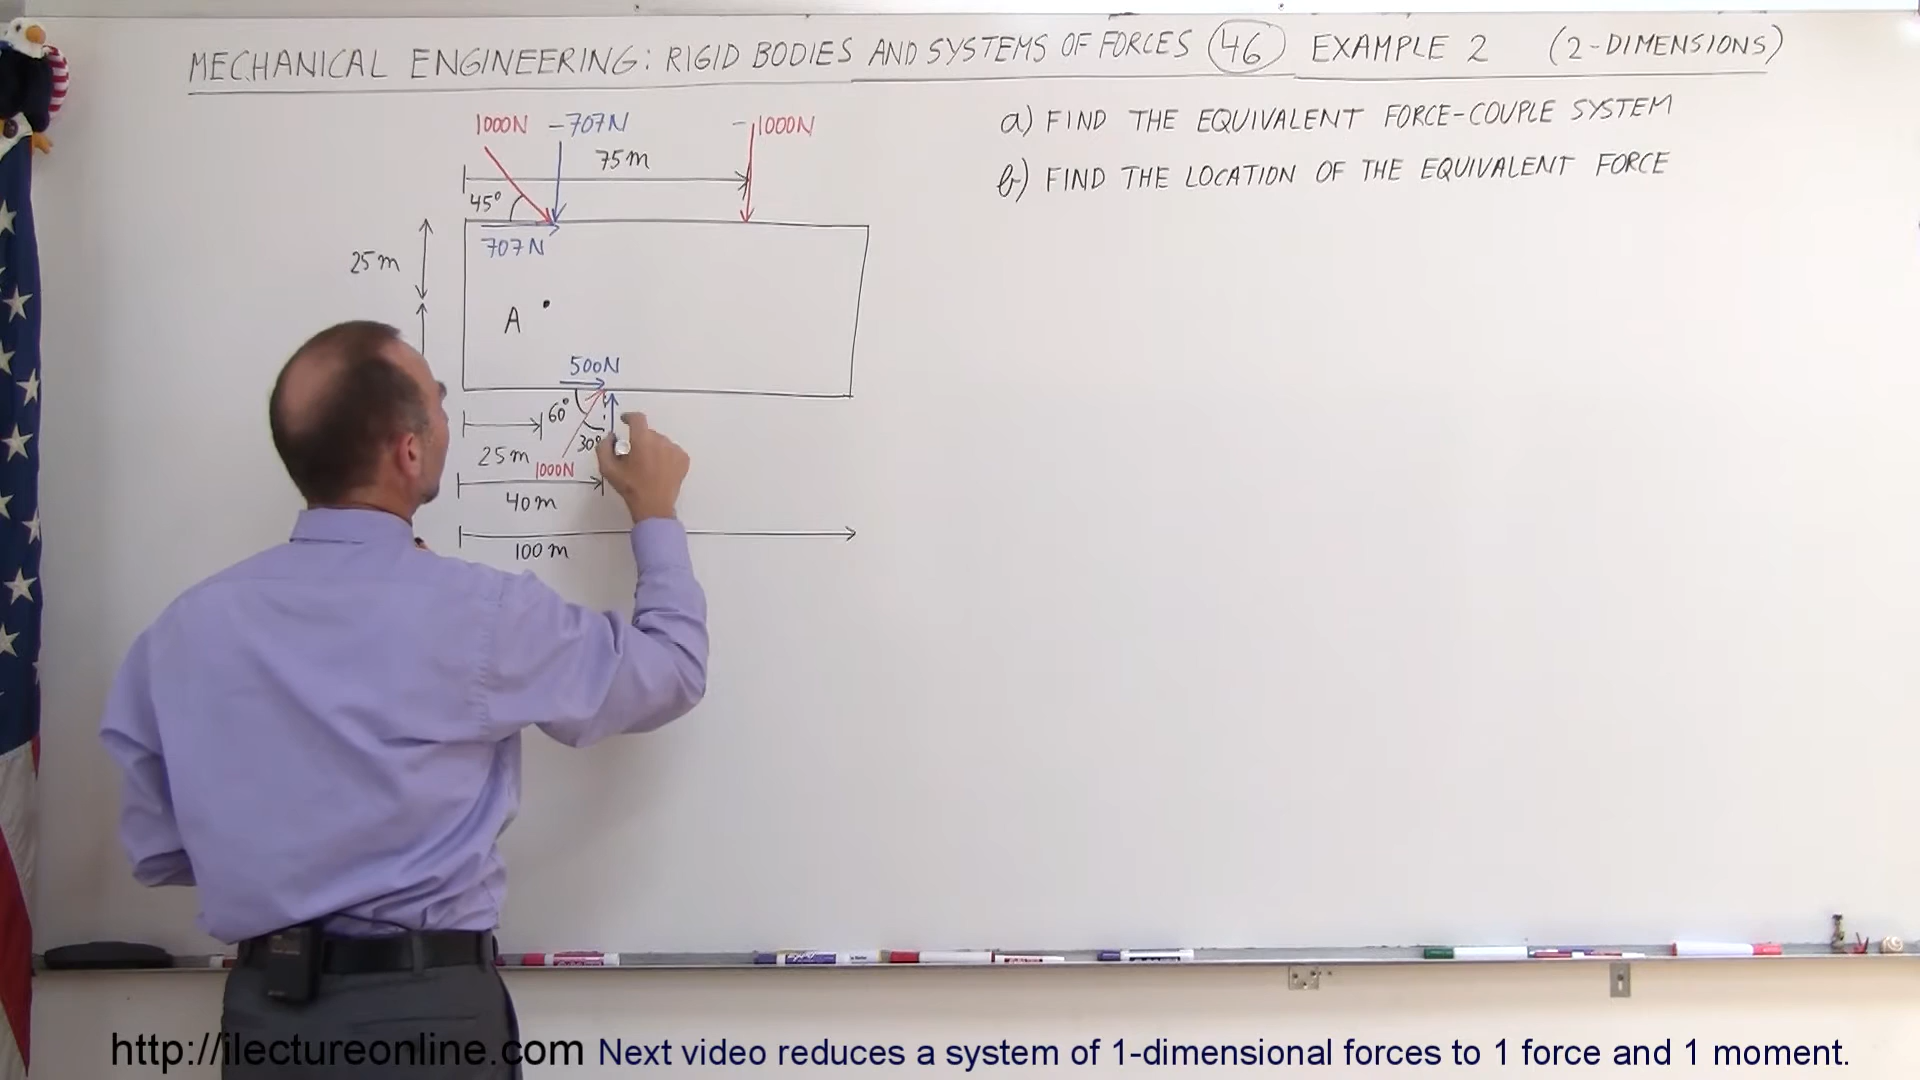 MECHANICAL ENGINEERING: RIGID BODIES AND SYSTEMS OF FORCES 46 EXAMPLE 2 (2-DIMENSIONS)
a) FIND THE EQUIVALENT FORCE-COUPLE SYSTEM
b) FIND THE LOCATION OF THE EQUIVALENT FORCE
1000N -707N -1000N
75m
45°
707N
25m
A
500N
60°
30°
25m
1000N
40m
100m
http://ilectureonline.com Next video reduces a system of 1-dimensional forces to 1 force and 1 moment.